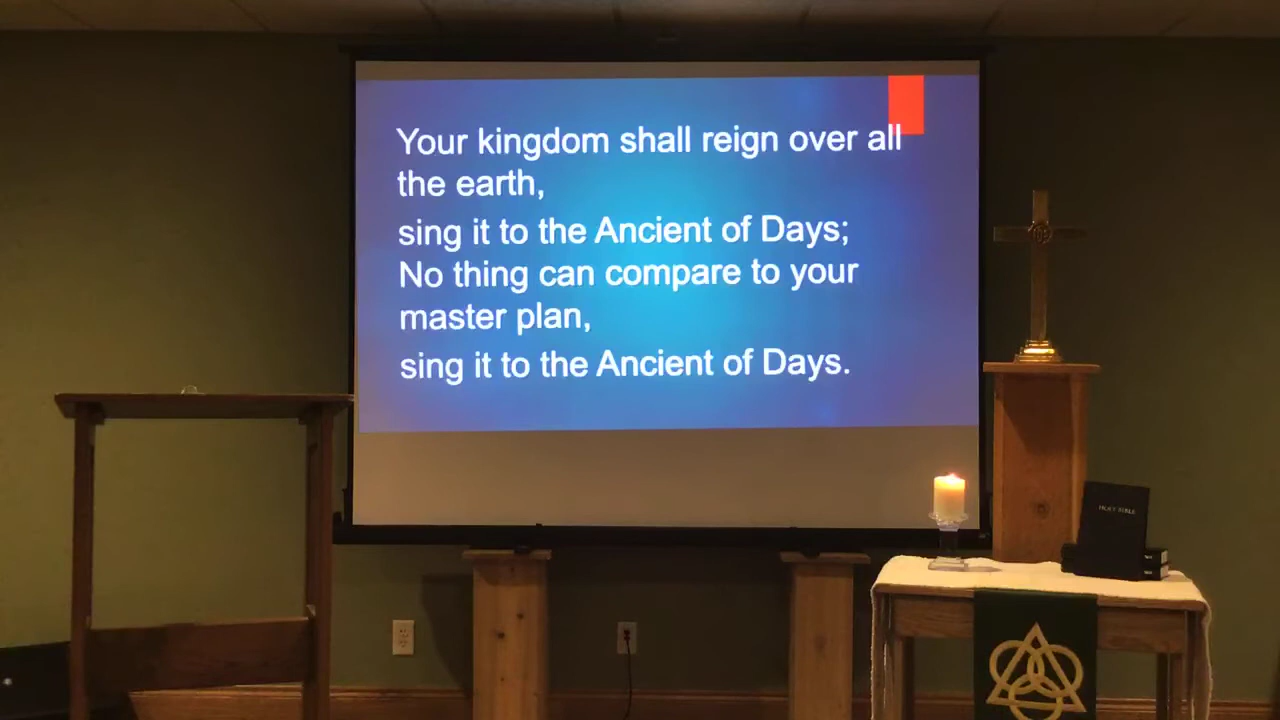 Your kingdom shall reign over all
the earth,
sing it to the Ancient of Days;
No thing can compare to your
master plan,
sing it to the Ancient of Days.
HOLY BIBLE